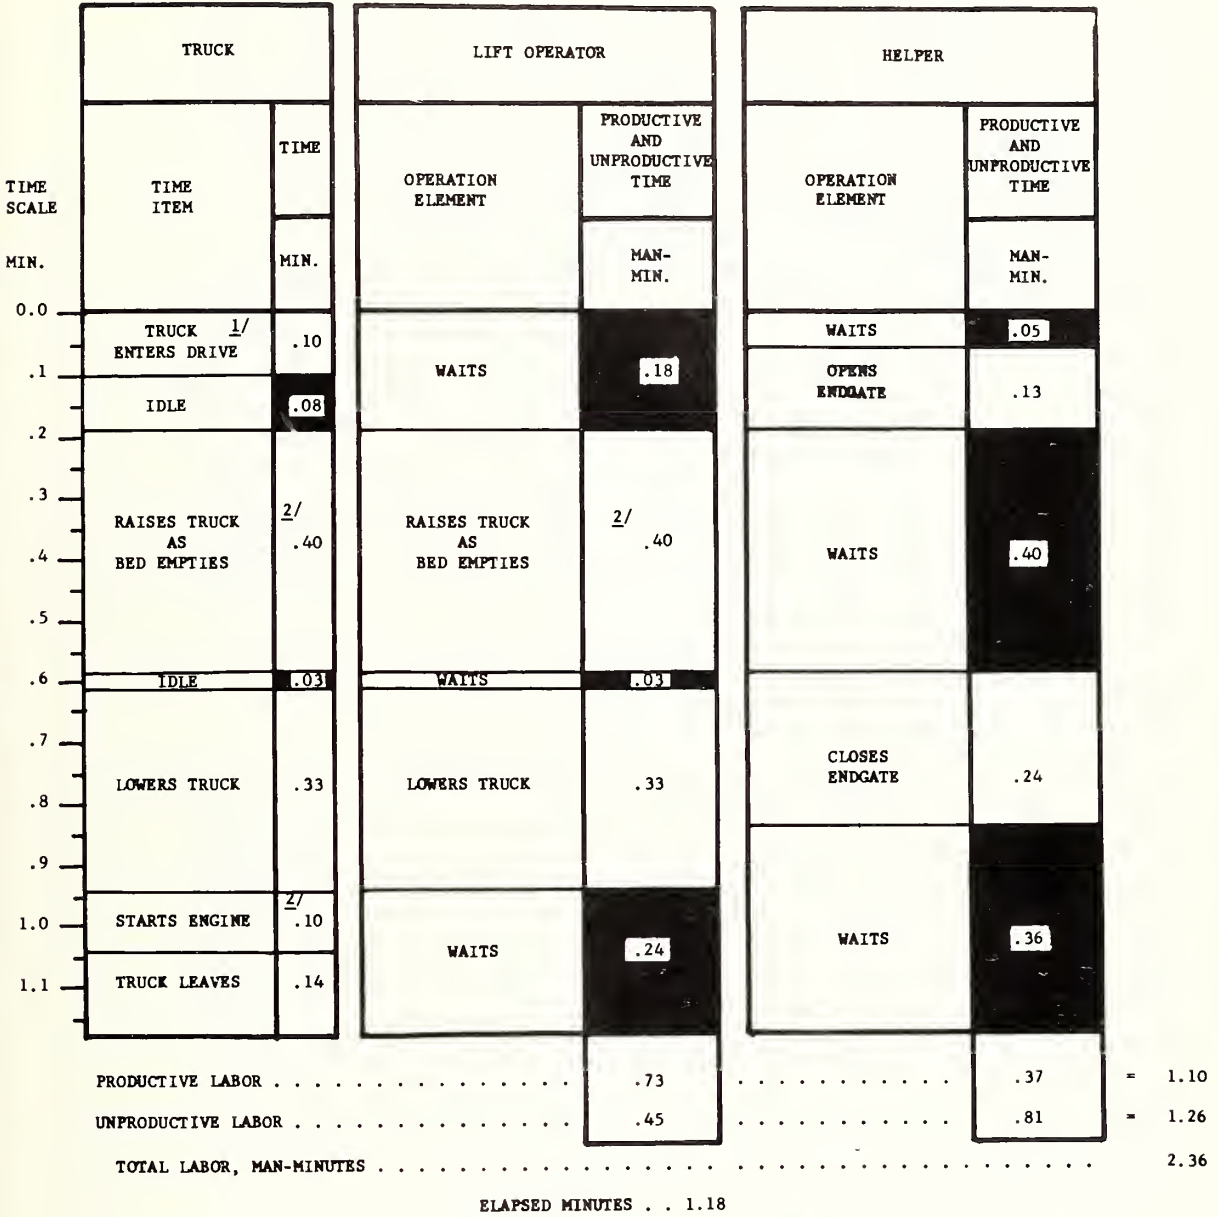 TRUCK
LIFT OPERATOR
HELPER
TIME SCALE
MIN.
TIME ITEM
TIME
MIN.
OPERATION ELEMENT
PRODUCTIVE AND UNPRODUCTIVE TIME
MAN-MIN.
OPERATION ELEMENT
PRODUCTIVE AND UNPRODUCTIVE TIME
MAN-MIN.
0.0
.1
.2
.3
.4
.5
.6
.7
.8
.9
1.0
1.1
TRUCK 1/ ENTERS DRIVE .10
IDLE .08
RAISES TRUCK AS BED EMPTIES 2/ .40
IDLE .03
LOWERS TRUCK .33
STARTS ENGINE 2/ .10
TRUCK LEAVES .14
WAITS .18
RAISES TRUCK AS BED EMPTIES 2/ .40
WAITS .03
LOWERS TRUCK .33
WAITS .24
WAITS .05
OPENS ENDGATE .13
WAITS .40
CLOSES ENDGATE .24
WAITS .36
PRODUCTIVE LABOR . . . . . . . . . . . . . . . . .73 . . . . . . . . . . . .37 = 1.10
UNPRODUCTIVE LABOR . . . . . . . . . . . . . . . .45 . . . . . . . . . . . .81 = 1.26
TOTAL LABOR, MAN-MINUTES . . . . . . . . . . . . . . . . . . . . . . . . . . . . . . . . . . 2.36
ELAPSED MINUTES . . 1.18